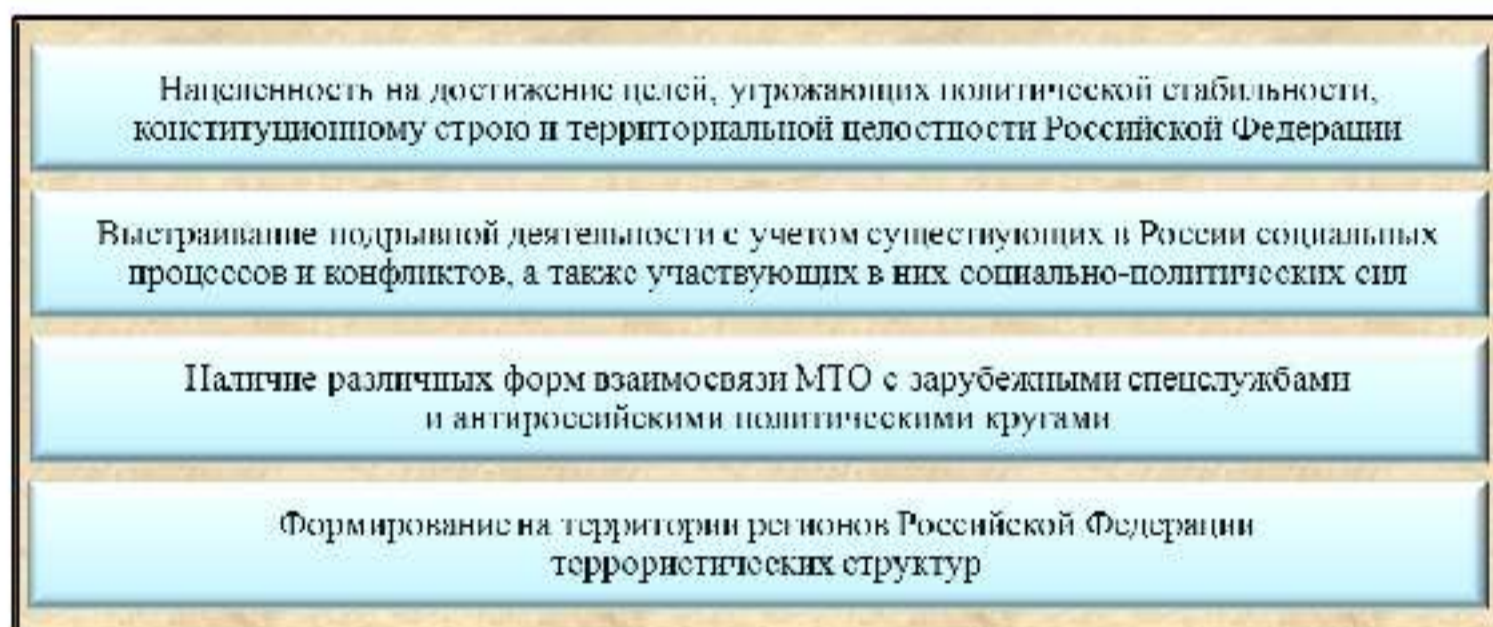 Нацеленность на достижение целей, угрожающих политической стабильности,
конституционному строю и территориальной целостности Российской Федерации
Выстраивание подрывной деятельности с учетом существующих в России социальных
процессов и конфликтов, а также участвующих в них социально-политических сил
Наличие различных форм взаимосвязи МТО с зарубежными спецслужбами
и антироссийскими политическими кругами
Формирование на территории регионов Российской Федерации
террористических структур